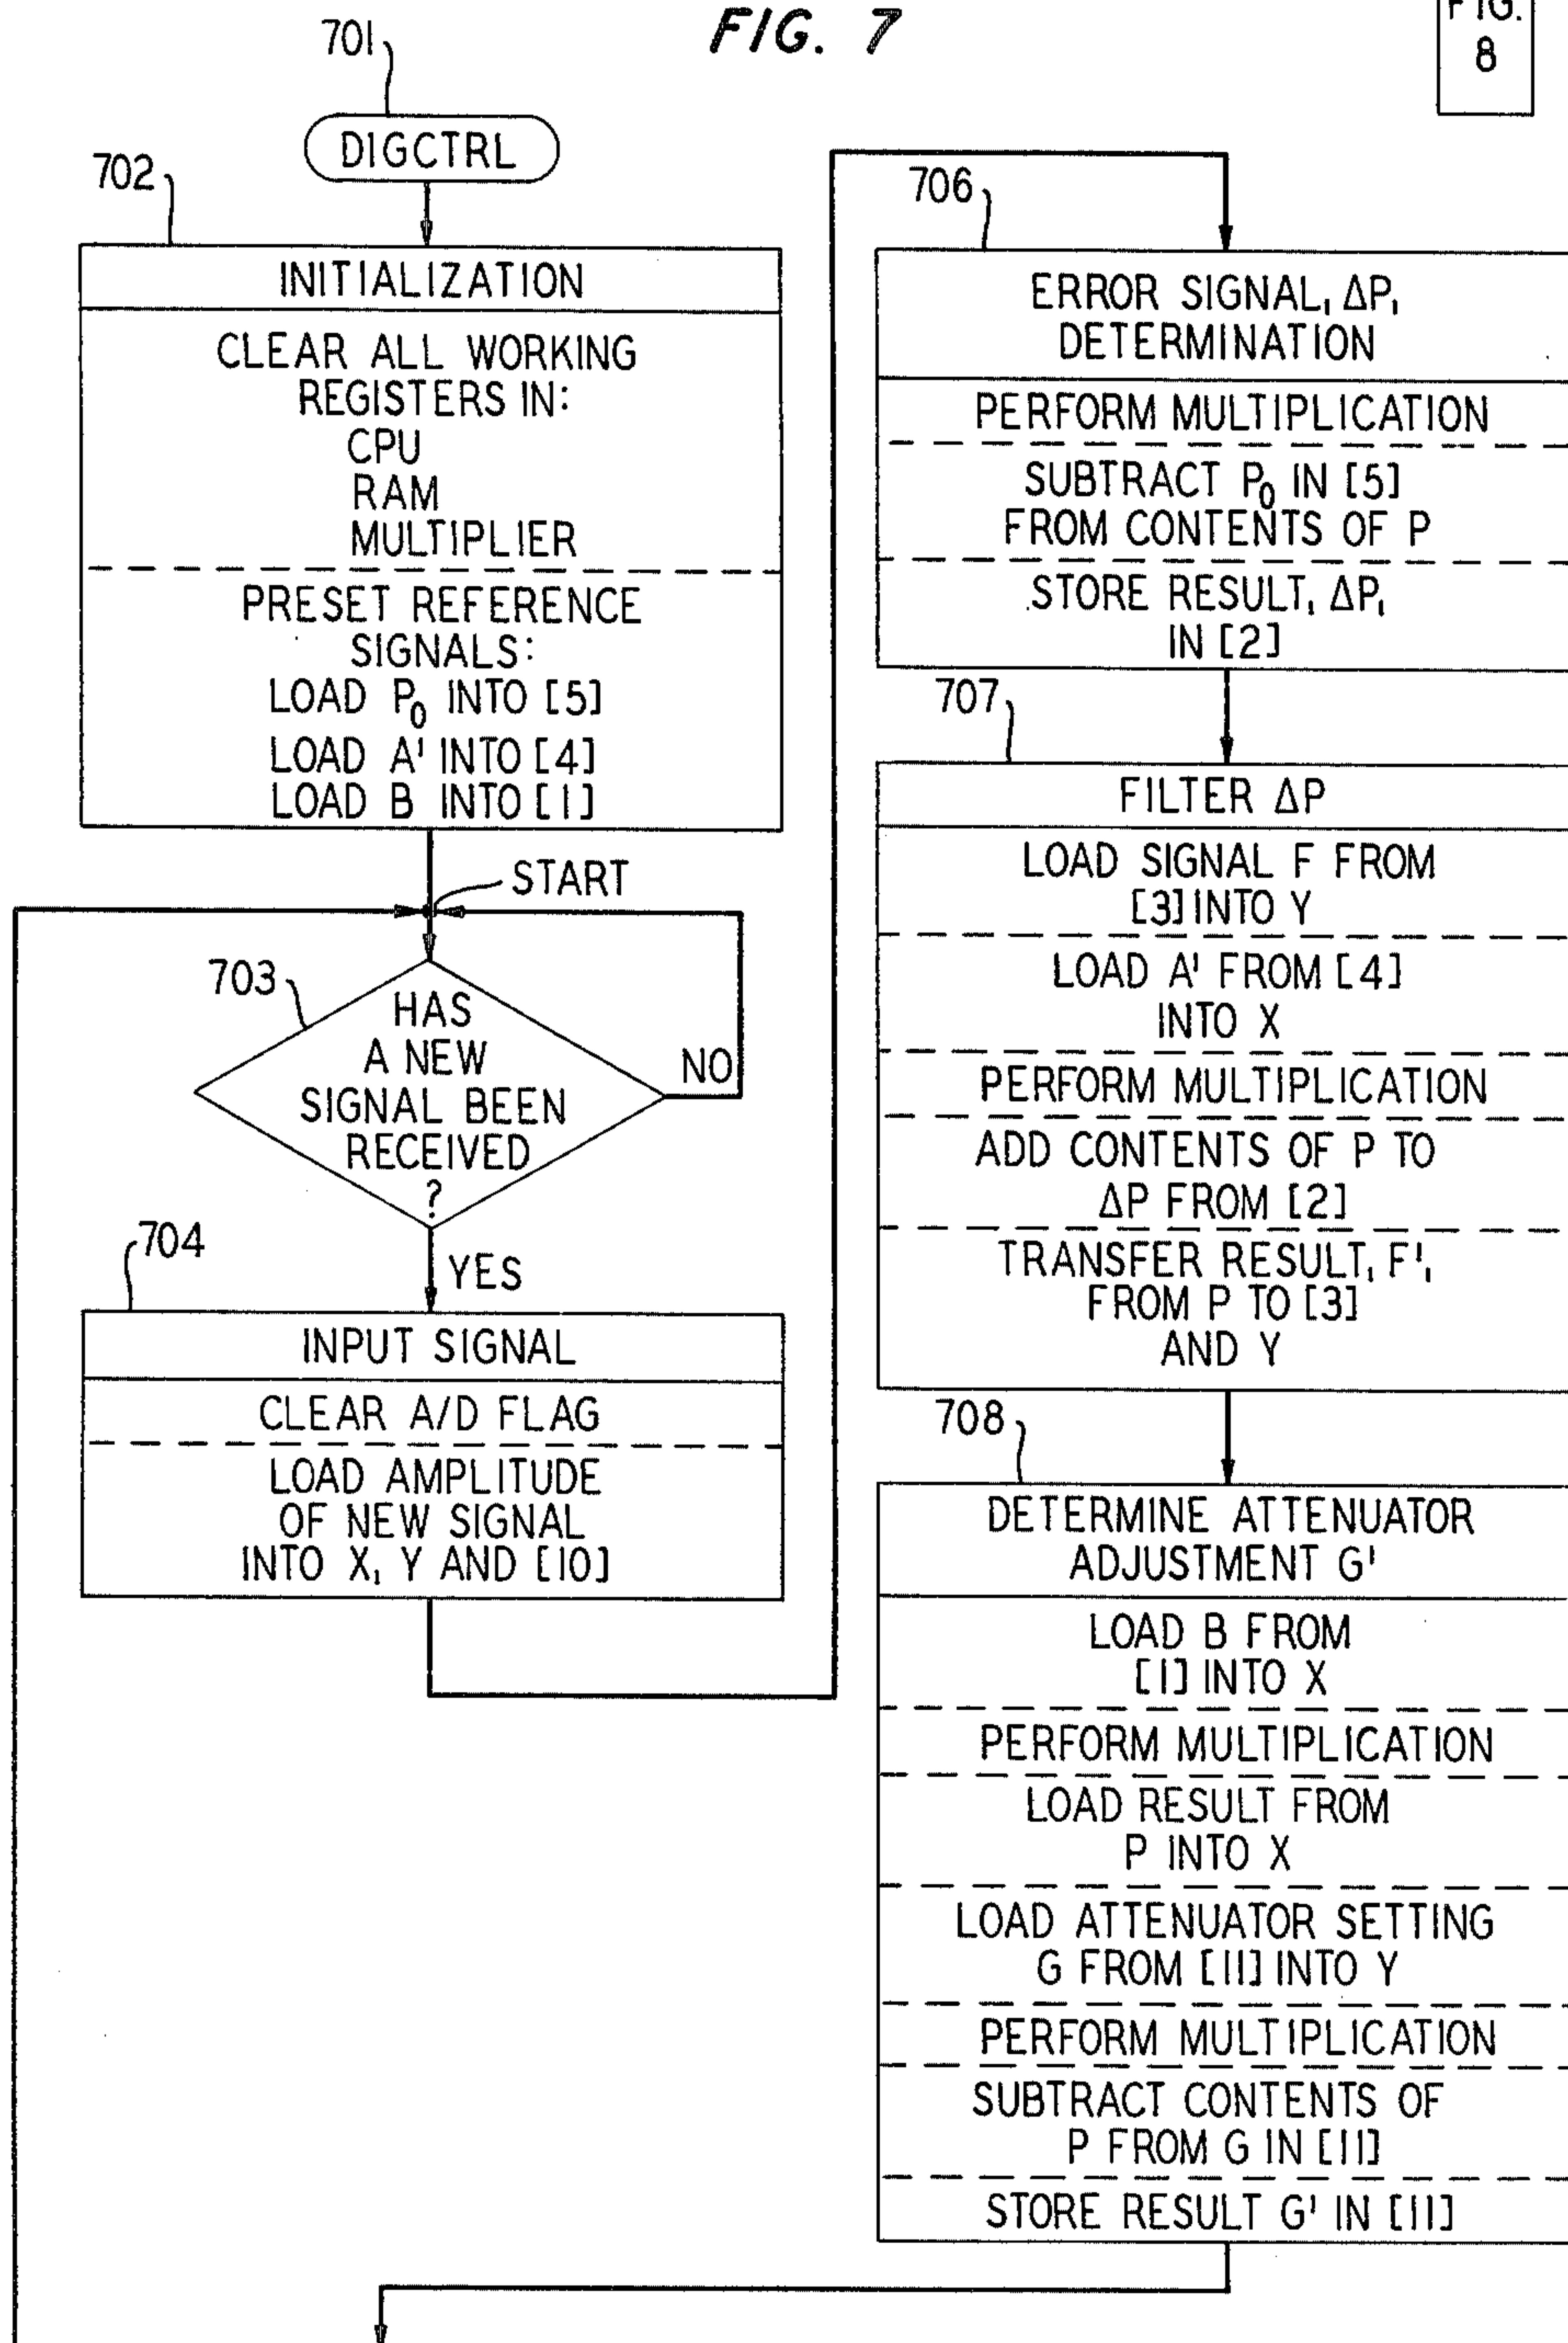 FIG. 7
FIG.
8
701
DIGCTRL
702
INITIALIZATION
CLEAR ALL WORKING
REGISTERS IN:
CPU
RAM
MULTIPLIER
PRESET REFERENCE
SIGNALS:
LOAD P₀ INTO [5]
LOAD A' INTO [4]
LOAD B INTO [1]
START
703
HAS
A NEW
SIGNAL BEEN
RECEIVED
?
NO
YES
704
INPUT SIGNAL
CLEAR A/D FLAG
LOAD AMPLITUDE
OF NEW SIGNAL
INTO X, Y AND [10]
706
ERROR SIGNAL, ΔP,
DETERMINATION
PERFORM MULTIPLICATION
SUBTRACT P₀ IN [5]
FROM CONTENTS OF P
STORE RESULT, ΔP,
IN [2]
707
FILTER ΔP
LOAD SIGNAL F FROM
[3] INTO Y
LOAD A' FROM [4]
INTO X
PERFORM MULTIPLICATION
ADD CONTENTS OF P TO
ΔP FROM [2]
TRANSFER RESULT, F',
FROM P TO [3]
AND Y
708
DETERMINE ATTENUATOR
ADJUSTMENT G'
LOAD B FROM
[1] INTO X
PERFORM MULTIPLICATION
LOAD RESULT FROM
P INTO X
LOAD ATTENUATOR SETTING
G FROM [11] INTO Y
PERFORM MULTIPLICATION
SUBTRACT CONTENTS OF
P FROM G IN [11]
STORE RESULT G' IN [11]